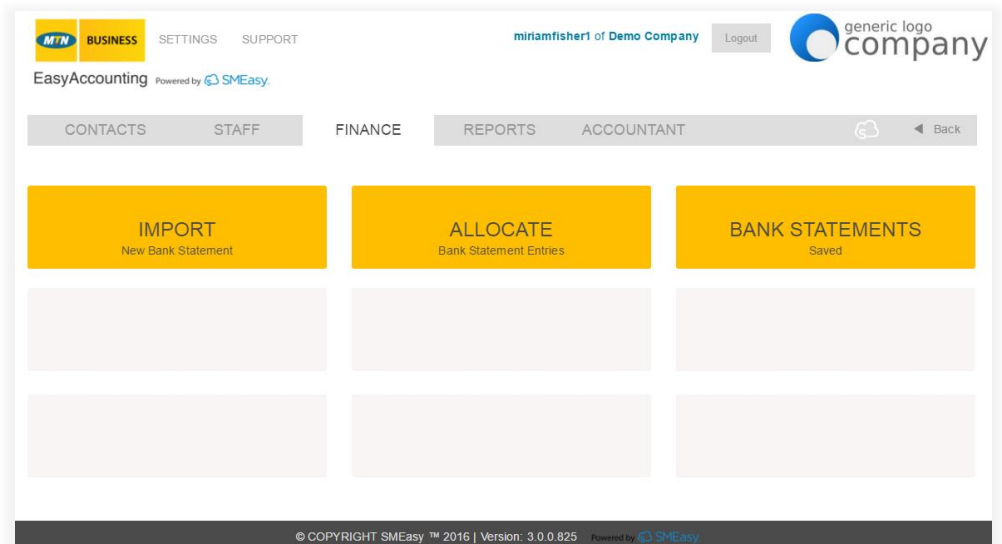 MTN BUSINESS SETTINGS SUPPORT miriamfisher1 of Demo Company Logout generic logo
company
EasyAccounting Powered by SMEasy.
CONTACTS STAFF FINANCE REPORTS ACCOUNTANT S ◀ Back
IMPORT
New Bank Statement
ALLOCATE
Bank Statement Entries
BANK STATEMENTS
Saved
© COPYRIGHT SMEasy ™ 2016 | Version: 3.0.0.825 Powered by SMEasy